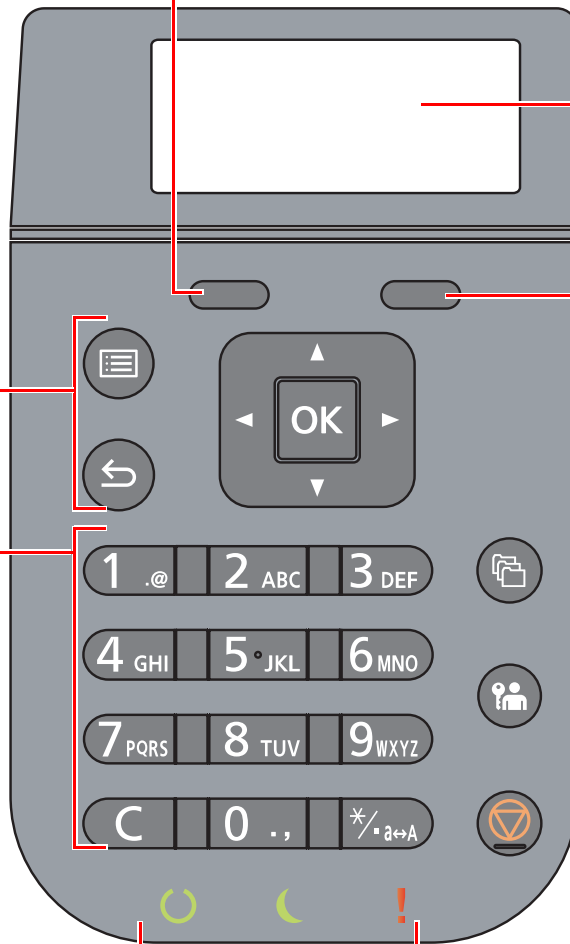 OK
1 .@ 2 ABC 3 DEF
4 GHI 5 JKL 6 MNO
7 PQRS 8 TUV 9 WXYZ
C 0 ., */. a↔A
!